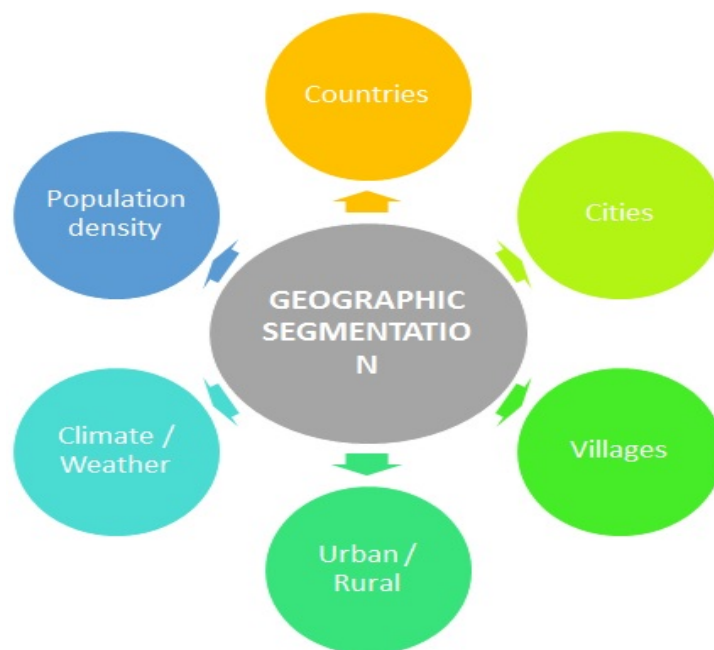 Countries
Population
density
Cities
GEOGRAPHIC
SEGMENTATIO
N
Climate /
Weather
Villages
Urban /
Rural